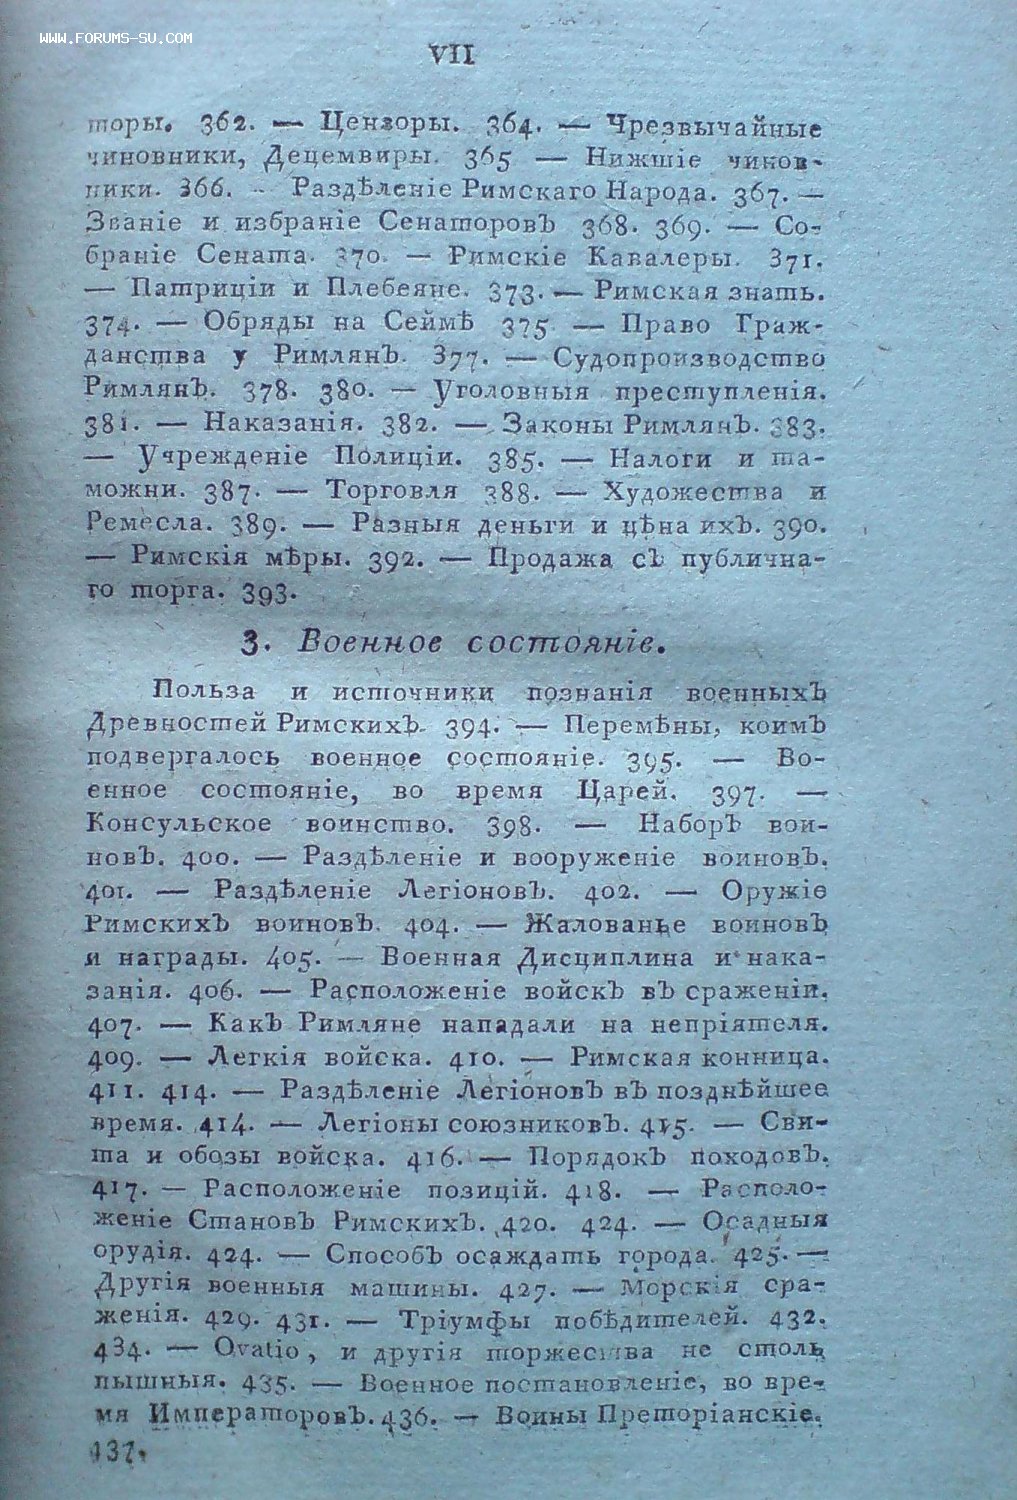 WWW.FORUMS-SU.COM
VII
торы. 362. — Цензоры. 364. — Чрезвычайные
чиновники, Децемвиры. 365 — Нижшіе чинов-
ники. 366. — Раздѣленіе Римскаго Народа. 367. —
Званіе и избраніе Сенаторовъ 368. 369. — Со-
браніе Сената. 370. — Римскіе Кавалеры. 371.
— Патриціи и Плебеяне. 373. — Римская знать.
374. — Обряды на Сеймѣ 375 — Право Граж-
данства у Римлянъ. 377. — Судопроизводство
Римлянъ. 378. 380. — Уголовныя преступленія.
381. — Наказанія. 382. — Законы Римлянъ. 383.
— Учрежденіе Полиціи. 385. — Налоги и та-
можни. 387. — Торговля 388. — Художества и
Ремесла. 389. — Разныя деньги и цѣна ихъ. 390.
— Римскія мѣры. 392. — Продажа съ публична-
го торга. 393.
3. Военное состояніе.
Польза и источники познанія военныхъ
Древностей Римскихъ. 394. — Перемѣны, коимъ
подвергалось военное состояніе. 395. — Во-
енное состояніе, во время Царей. 397. —
Консульское воинство. 398. — Наборъ вои-
новъ. 400. — Раздѣленіе и вооруженіе воиновъ.
401. — Раздѣленіе Легіоновъ. 402. — Оружіе
Римскихъ воиновъ. 404. — Жалованье воиновъ
и награды. 405. — Военная Дисциплина и нака-
занія. 406. — Расположеніе войскъ въ сраженіи.
407. — Какъ Римляне нападали на непріятеля.
409. — Легкія войска. 410. — Римская конница.
411. 414. — Раздѣленіе Легіоновъ въ позднѣйшее
время. 414. — Легіоны союзниковъ. 415. — Сви-
та и обозы войска. 416. — Порядокъ походовъ.
417. — Расположеніе позицій. 418. — Располо-
женіе Становъ Римскихъ. 420. 424. — Осадныя
орудія. 424. — Способъ осаждать города. 425. —
Другія военныя машины. 427. — Морскія сра-
женія. 429. 431. — Тріумфы побѣдителей. 432.
434. — Ovatio, и другія торжества не столь
пышныя. 435. — Военное постановленіе, во вре-
мя Императоровъ. 436. — Воины Преторіанскіе.
437.